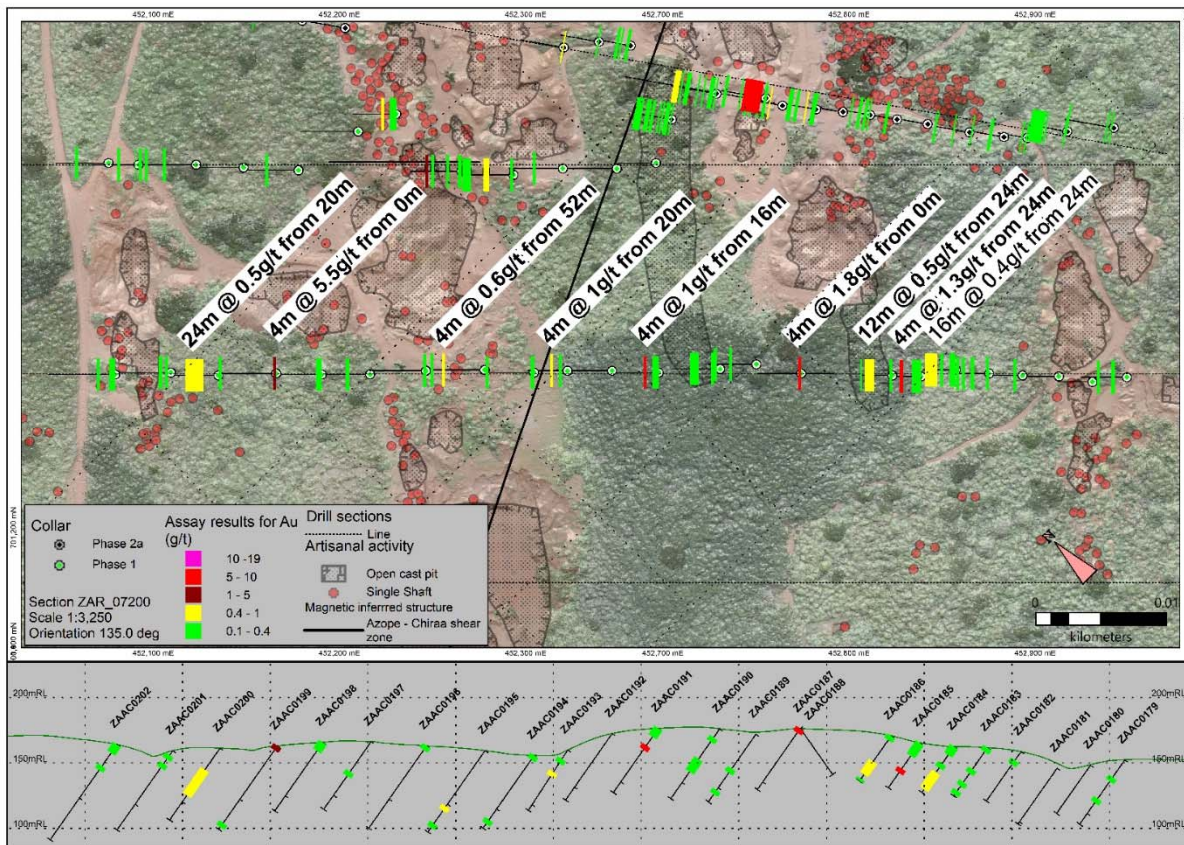 452,100 mE 452,200 mE 452,300 mE 452,700 mE 452,800 mE 452,900 mE
24m @ 0.5g/t from 20m
4m @ 5.5g/t from 0m
4m @ 0.6g/t from 52m
4m @ 1g/t from 20m
4m @ 1g/t from 16m
4m @ 1.8g/t from 0m
12m @ 0.5g/t from 24m
4m @ 1.3g/t from 24m
16m @ 0.4g/t from 24m
701,200 mN
Collar
Phase 2a
Phase 1
Section ZAR_07200
Scale 1:3,250
Orientation 135.0 deg
Assay results for Au
(g/t)
10 -19
5 - 10
1 - 5
0.4 - 1
0.1 - 0.4
Drill sections
Line
Artisanal activity
Open cast pit
Single Shaft
Magnetic inferrred structure
Azope - Chiraa shear
zone
N
0 0.01
kilometers
452,100 mE 452,200 mE 452,300 mE 452,700 mE 452,800 mE 452,900 mE
200mRL 200mRL
150mRL 150mRL
100mRL 100mRL
ZAAC0202
ZAAC0201
ZAAC0200
ZAAC0199
ZAAC0198
ZAAC0197
ZAAC0196
ZAAC0195
ZAAC0194
ZAAC0193
ZAAC0192
ZAAC0191
ZAAC0190
ZAAC0189
ZAAC0187
ZAAC0188
ZAAC0186
ZAAC0185
ZAAC0184
ZAAC0183
ZAAC0182
ZAAC0181
ZAAC0180
ZAAC0179